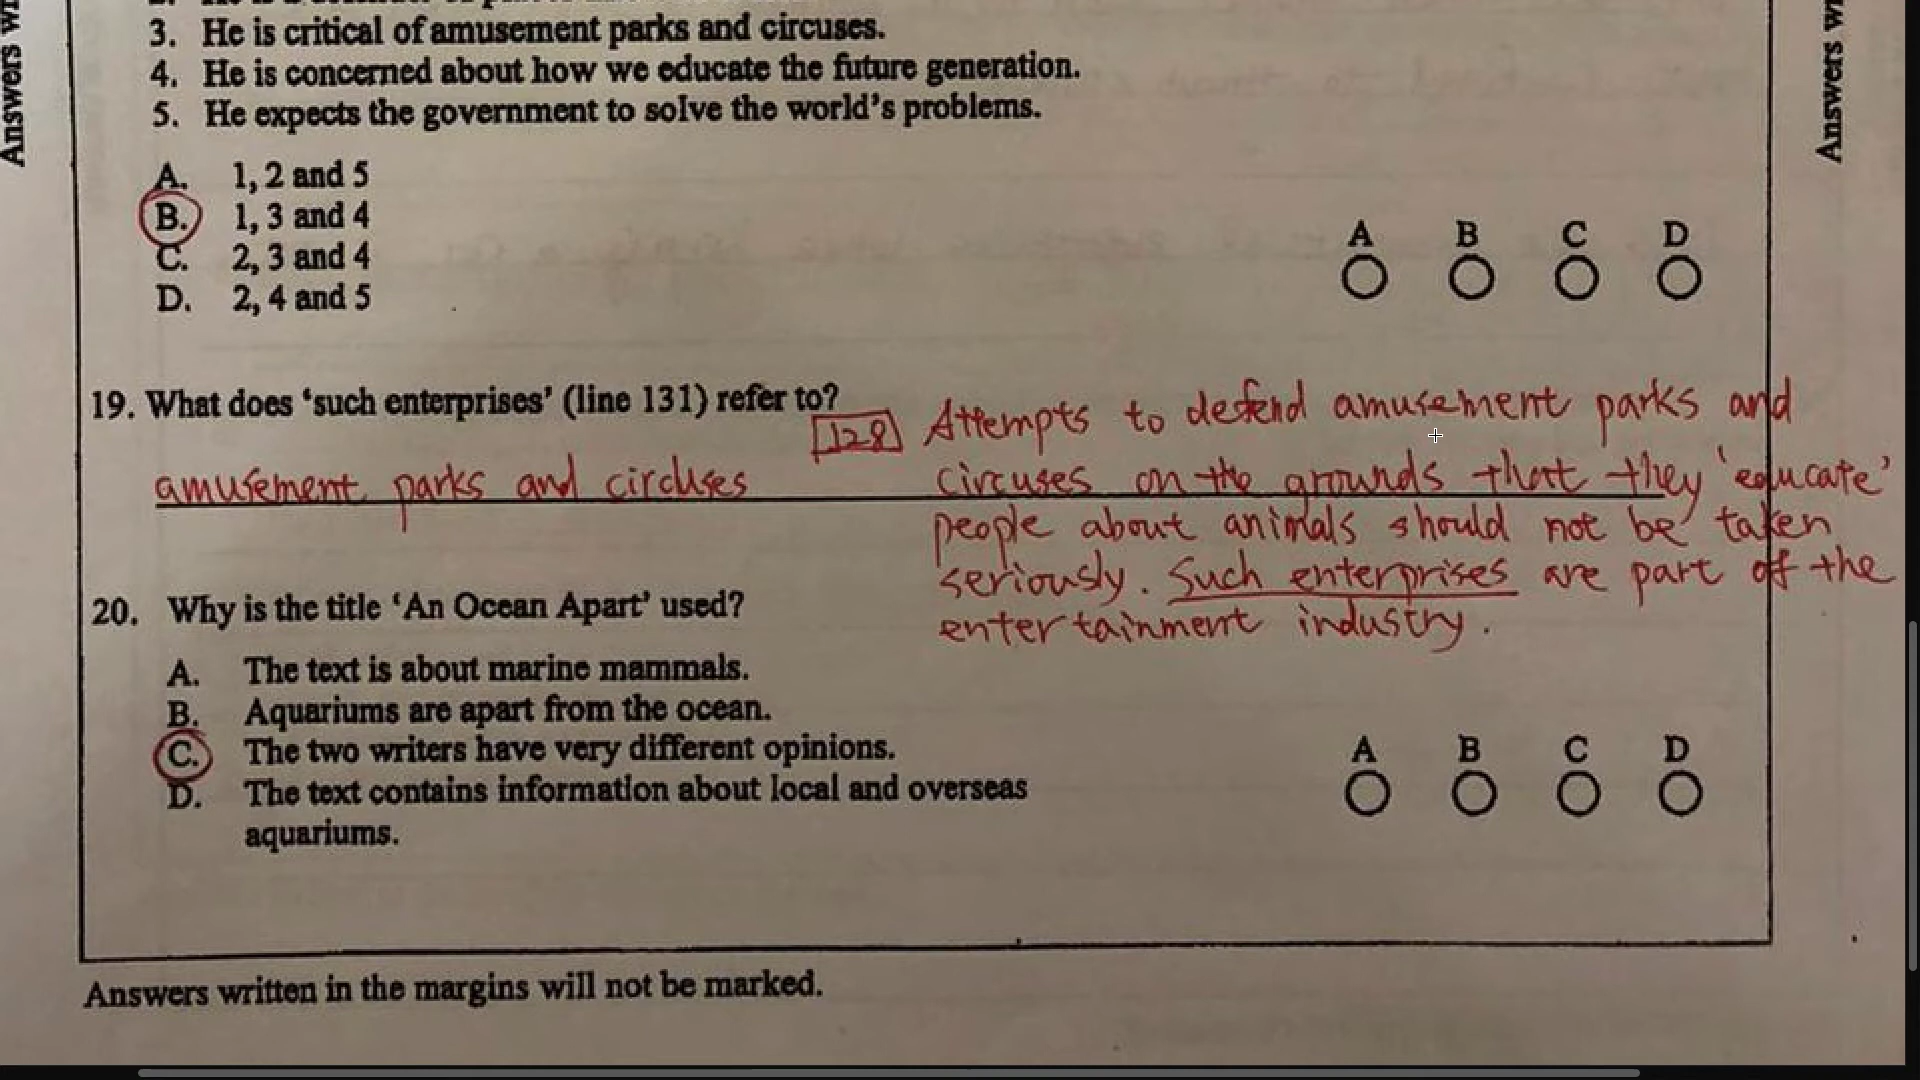 Answers wr
Answers wr
3. He is critical of amusement parks and circuses.
4. He is concerned about how we educate the future generation.
5. He expects the government to solve the world's problems.
A. 1, 2 and 5
B. 1, 3 and 4
C. 2, 3 and 4
D. 2, 4 and 5
A B C D
19. What does 'such enterprises' (line 131) refer to?
amusement parks and circuses
128 Attempts to defend amusement parks and
circuses on the grounds that they 'educate'
people about animals should not be taken
seriously. Such enterprises are part of the
entertainment industry.
20. Why is the title 'An Ocean Apart' used?
A. The text is about marine mammals.
B. Aquariums are apart from the ocean.
C. The two writers have very different opinions.
D. The text contains information about local and overseas
aquariums.
A B C D
Answers written in the margins will not be marked.